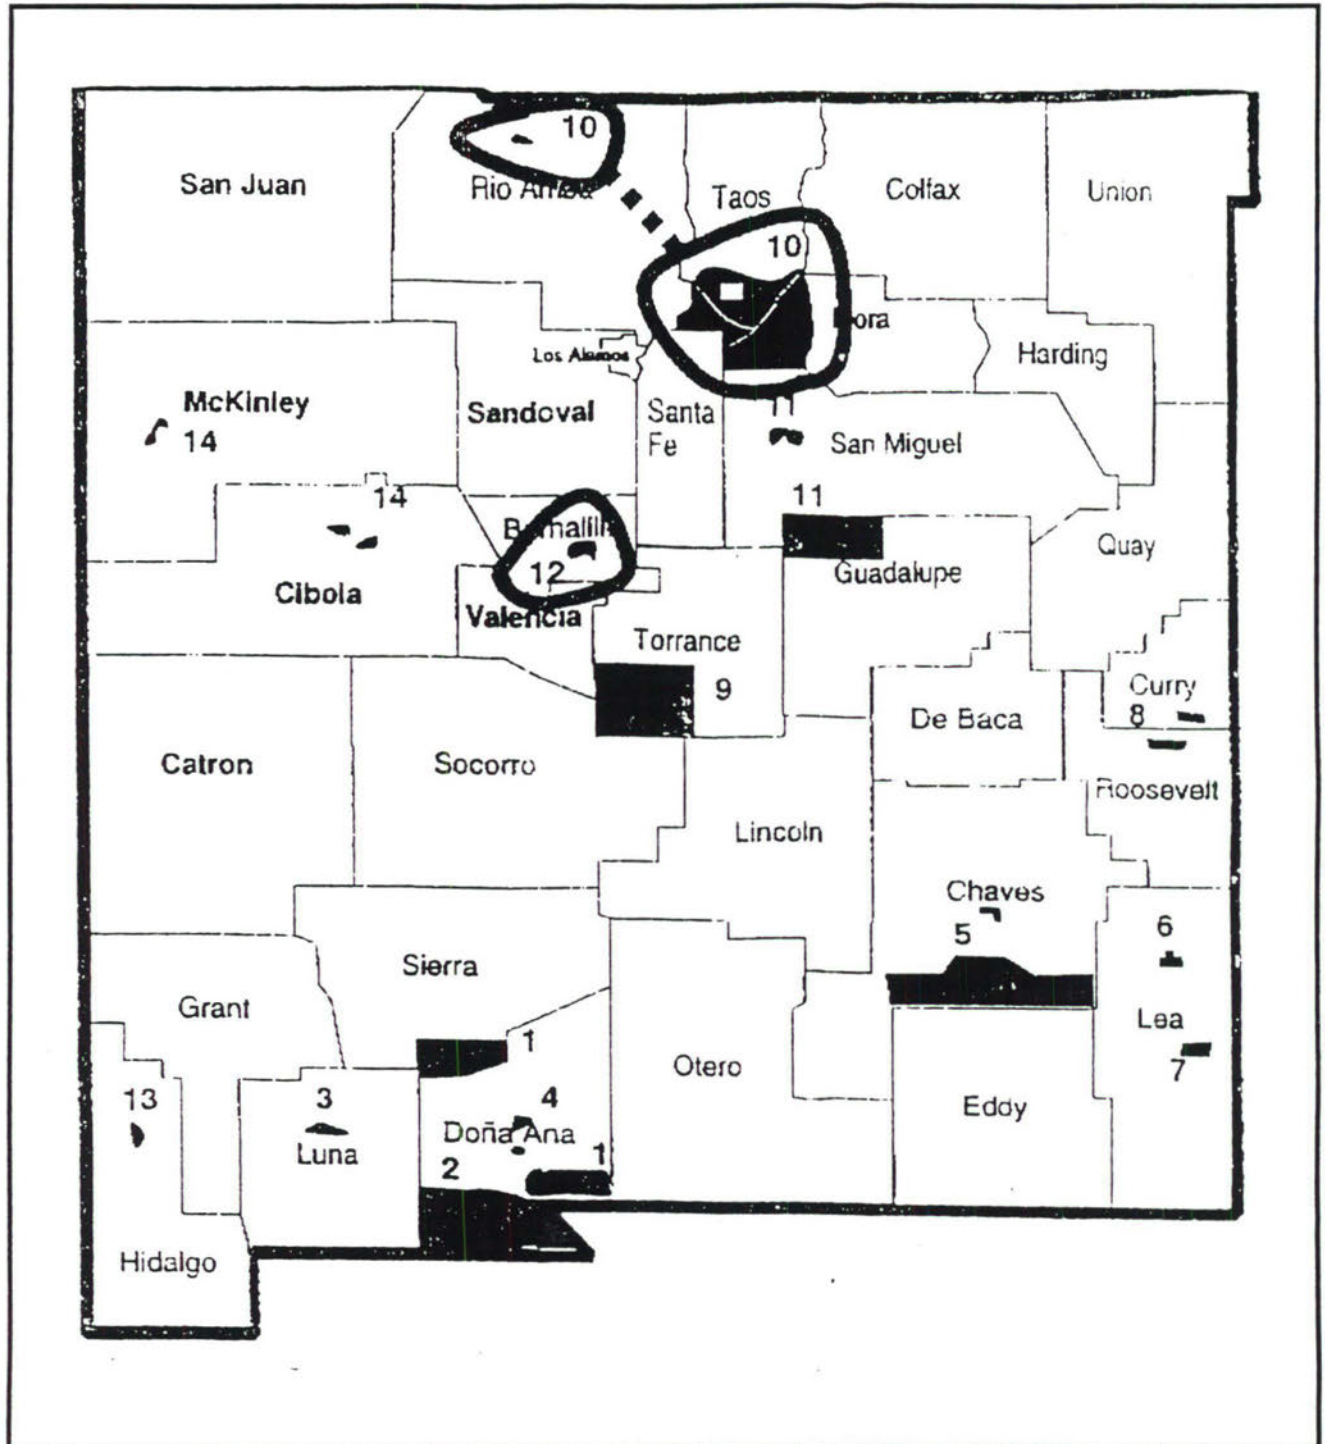 10
San Juan
Taos
Colfax
Union
10
Los Alamos
Harding
McKinley
14
Sandoval
Santa
Fe
San Miguel
14
11
12
Quay
Guadalupe
Cibola
Valencia
Torrance
9
Curry
8
De Baca
Catron
Socorro
Roosevelt
Lincoln
Chaves
5
6
Sierra
Grant
Lea
1
7
Otero
13
3
4
Eddy
Doña Ana
Luna
2
1
Hidalgo